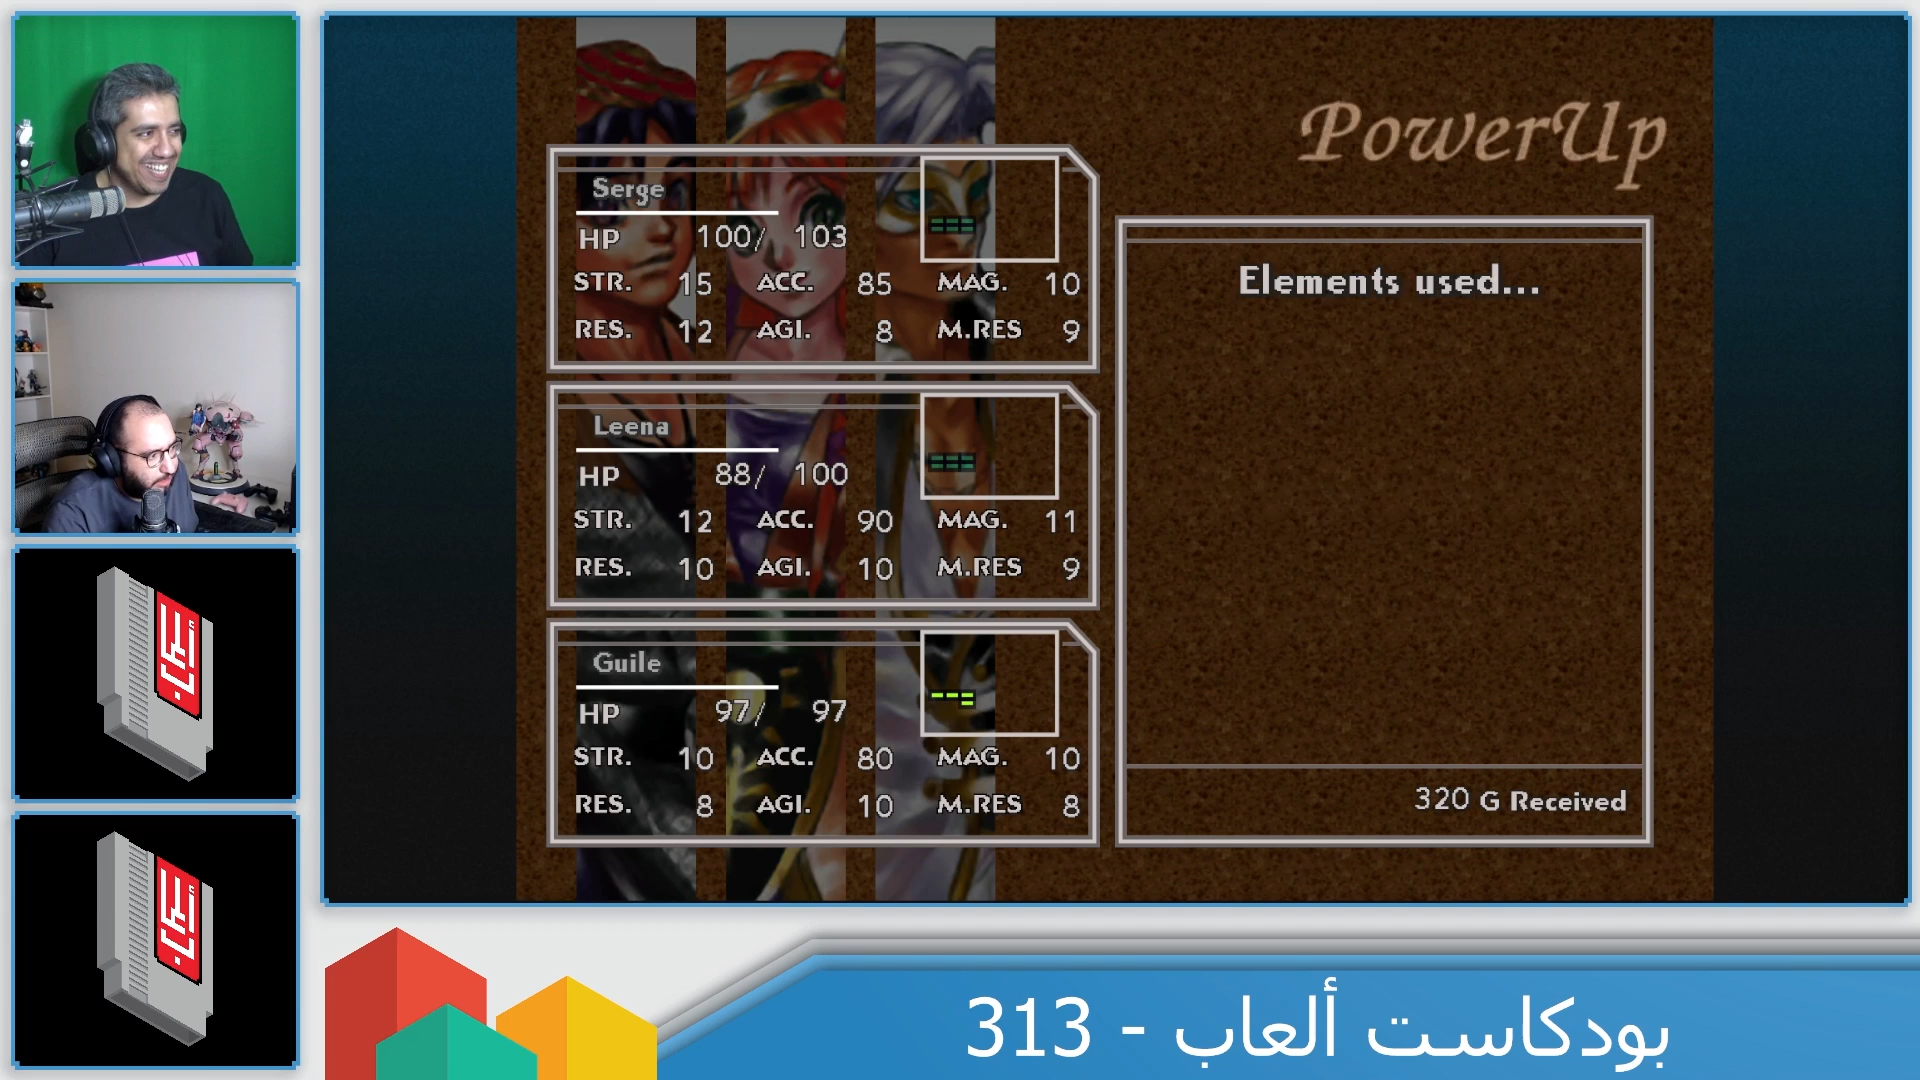 PowerUp
Serge
HP 100/ 103
STR. 15 ACC. 85 MAG. 10
RES. 12 AGI. 8 M.RES 9
Leena
HP 88/ 100
STR. 12 ACC. 90 MAG. 11
RES. 10 AGI. 10 M.RES 9
Guile
HP 97/ 97
STR. 10 ACC. 80 MAG. 10
RES. 8 AGI. 10 M.RES 8
Elements used...
320 G Received
بودكاست ألعاب - 313